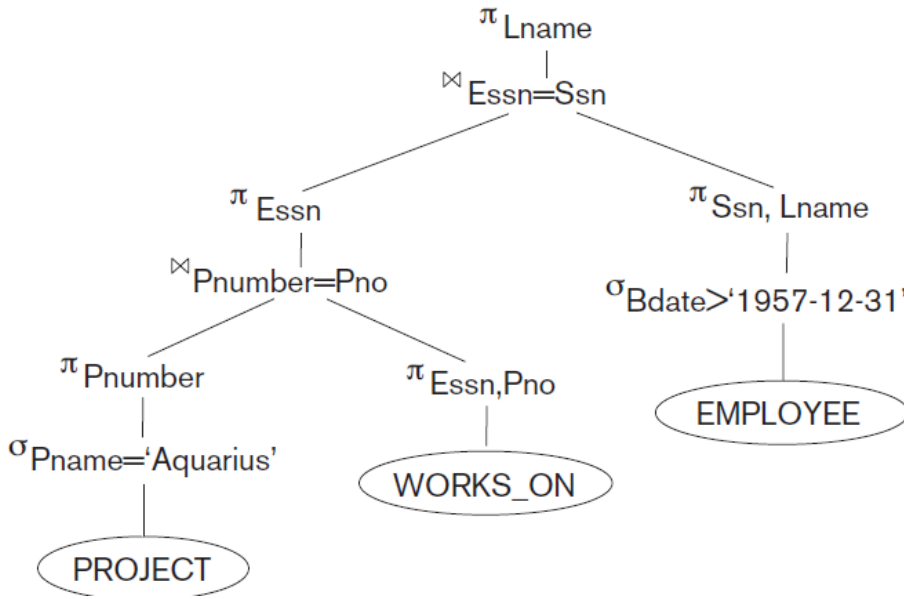 π Lname
⋈ Essn=Ssn
π Essn
π Ssn, Lname
⋈ Pnumber=Pno
σ Bdate>‘1957-12-31’
π Pnumber
π Essn,Pno
EMPLOYEE
σ Pname=‘Aquarius’
WORKS_ON
PROJECT